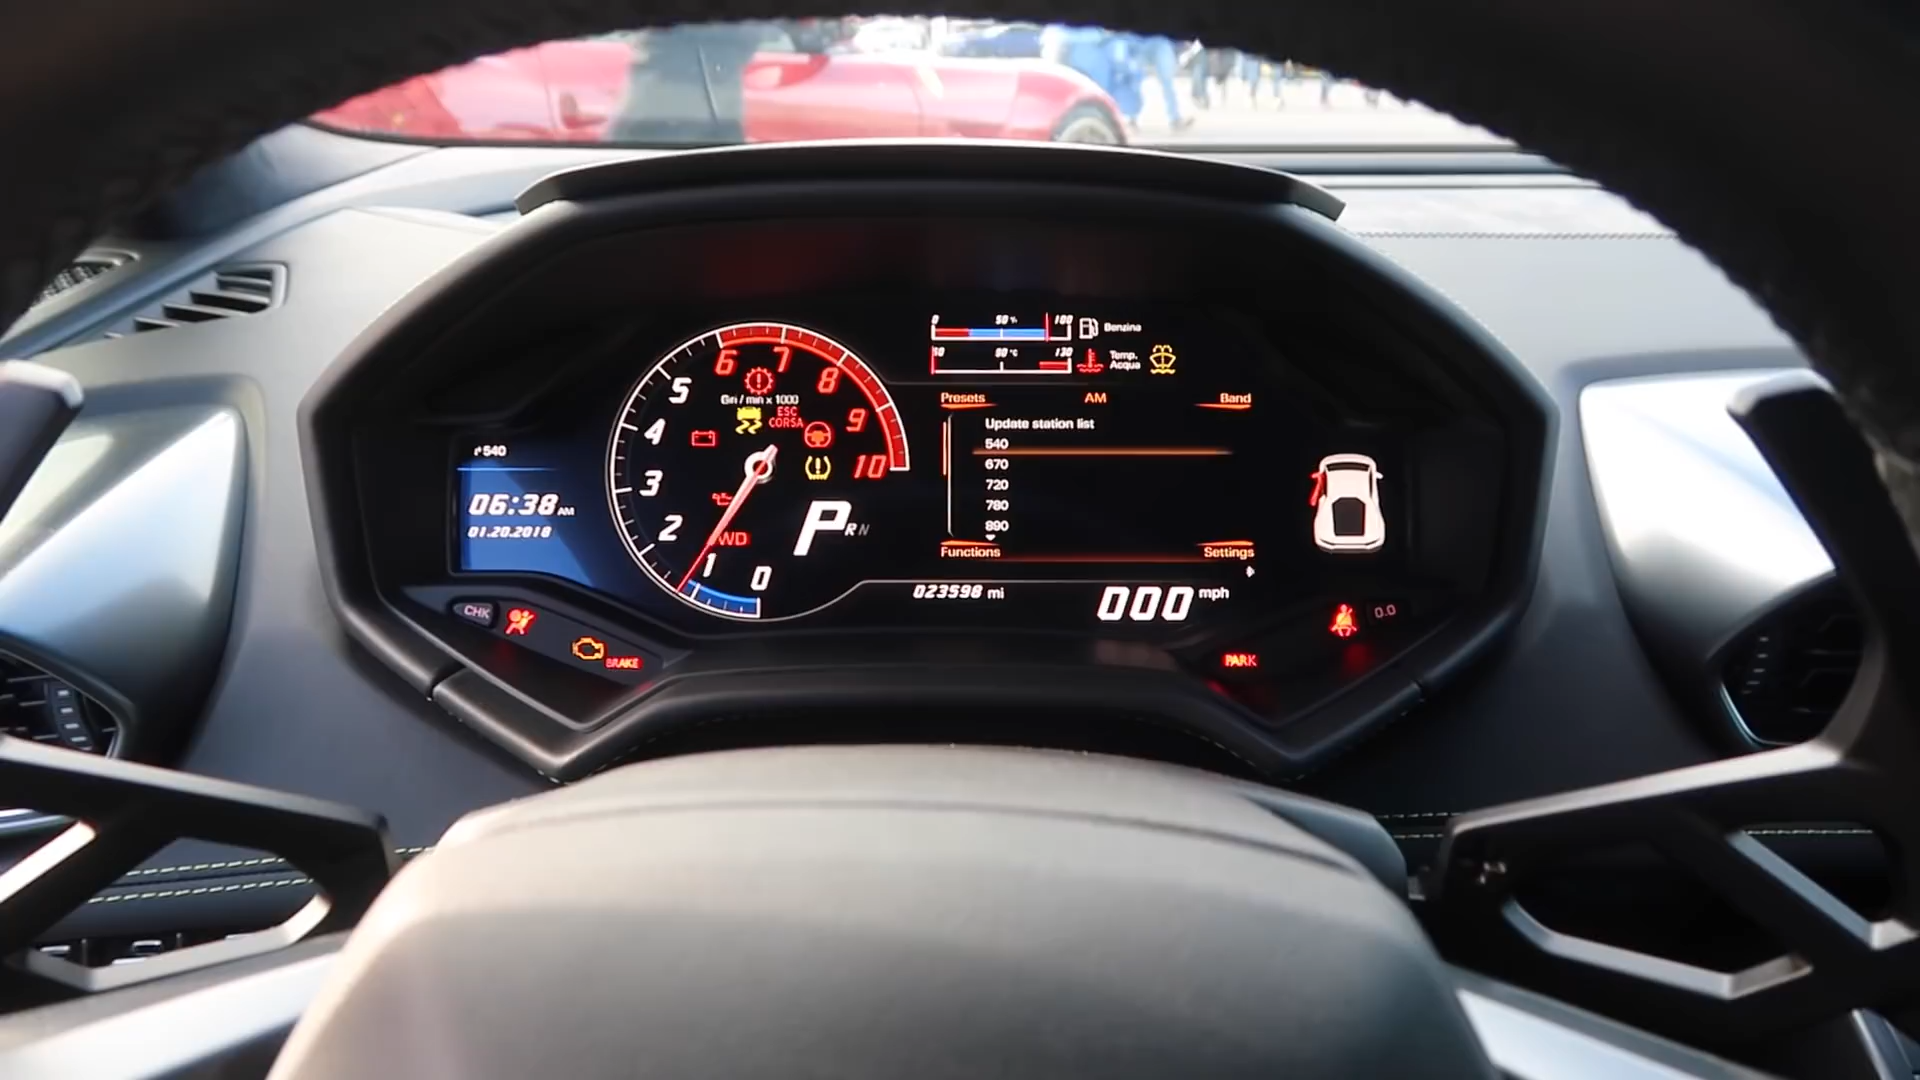 540
06:38 AM
01.20.2018
0 1 2 3 4 5 6 7 8 9 10
Giri / min x 1000
ESC
CORSA
P R N
0 50 % 100
Benzina
50 80 °C 130
Temp.
Acqua
Presets AM Band
Update station list
540
670
720
780
890
Functions Settings
023598 mi
000 mph
CHK
BRAKE
PARK
0.0